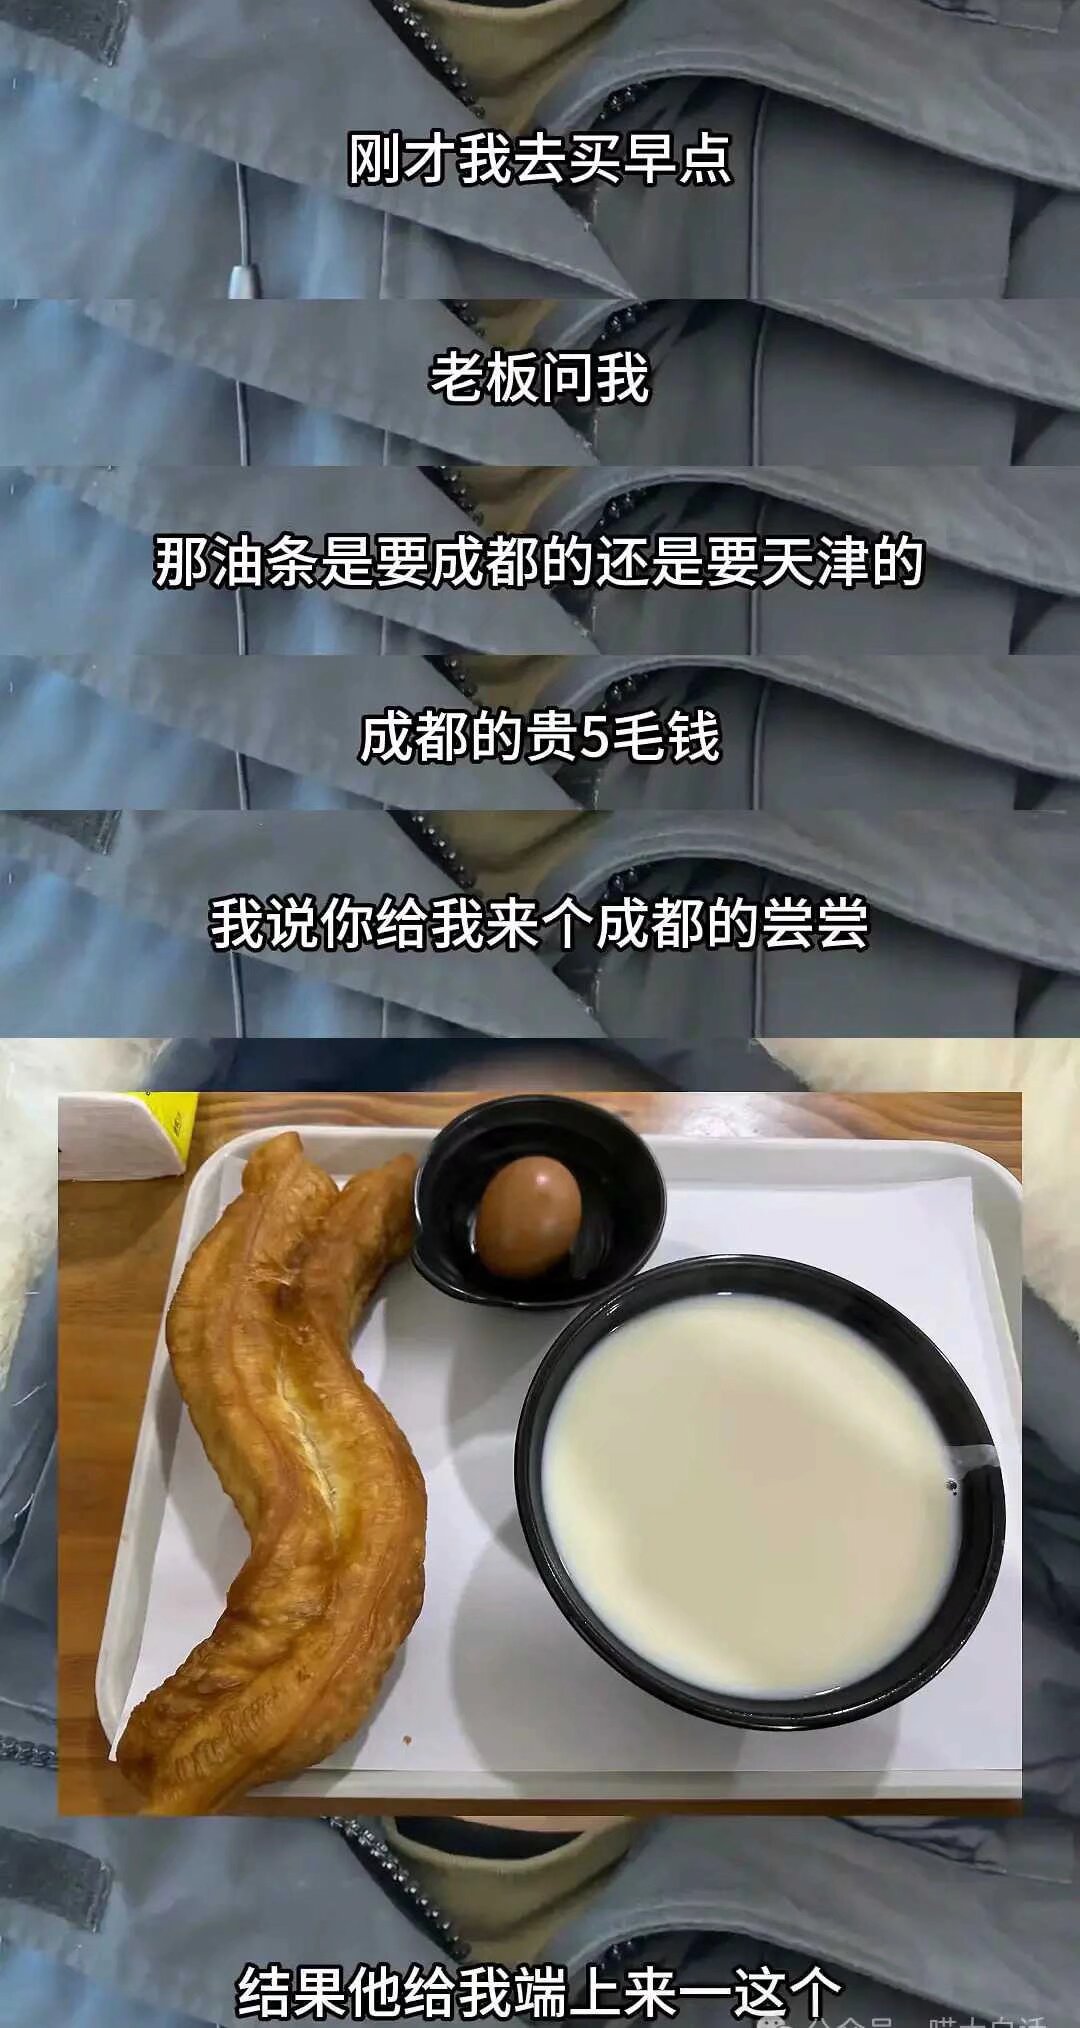 刚才我去买早点
老板问我
那油条是要成都的还是要天津的
成都的贵5毛钱
我说你给我来个成都的尝尝
结果他给我端上来一这个